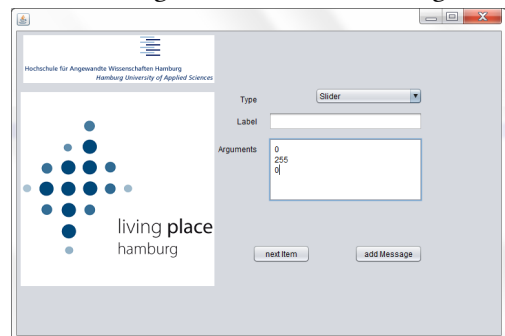 Hochschule für Angewandte Wissenschaften Hamburg
Hamburg University of Applied Sciences
living place
hamburg
Type
Slider
Label
Arguments
0
255
0
next Item
add Message